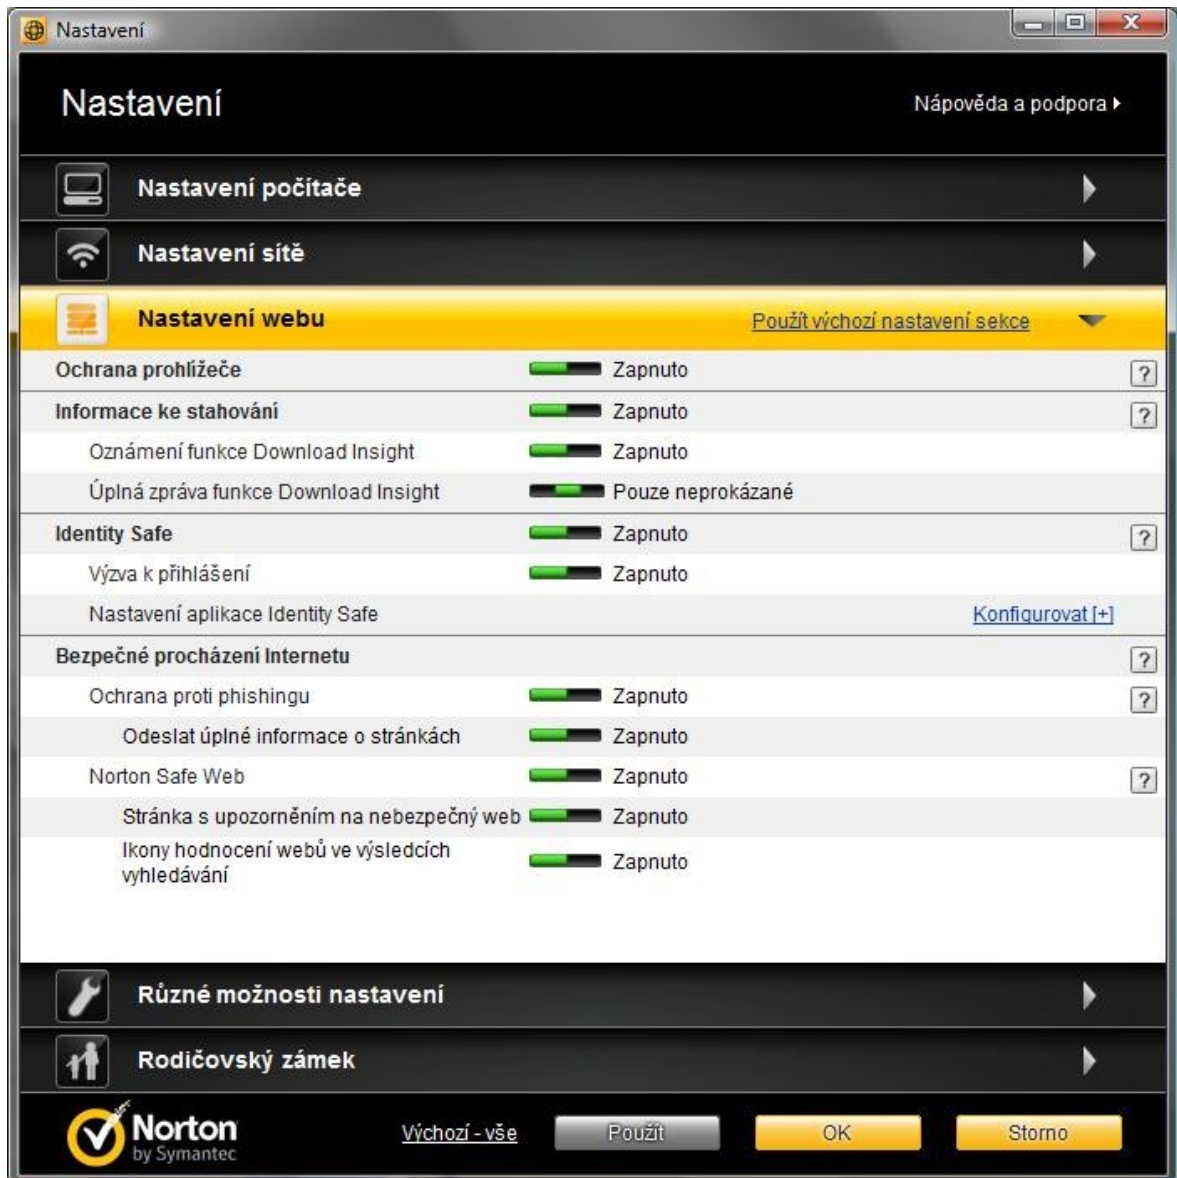 Nastavení
Nastavení
Nápověda a podpora
Nastavení počítače
Nastavení sítě
Nastavení webu
Použít výchozí nastavení sekce
Ochrana prohlížeče Zapnuto ?
Informace ke stahování Zapnuto ?
Oznámení funkce Download Insight Zapnuto
Úplná zpráva funkce Download Insight Pouze neprokázané
Identity Safe Zapnuto ?
Výzva k přihlášení Zapnuto
Nastavení aplikace Identity Safe Konfigurovat [+]
Bezpečné procházení Internetu ?
Ochrana proti phishingu Zapnuto ?
Odeslat úplné informace o stránkách Zapnuto
Norton Safe Web Zapnuto ?
Stránka s upozorněním na nebezpečný web Zapnuto
Ikony hodnocení webů ve výsledcích
vyhledávání Zapnuto
Různé možnosti nastavení
Rodičovský zámek
Norton
by Symantec
Výchozí - vše
Použít
OK
Storno